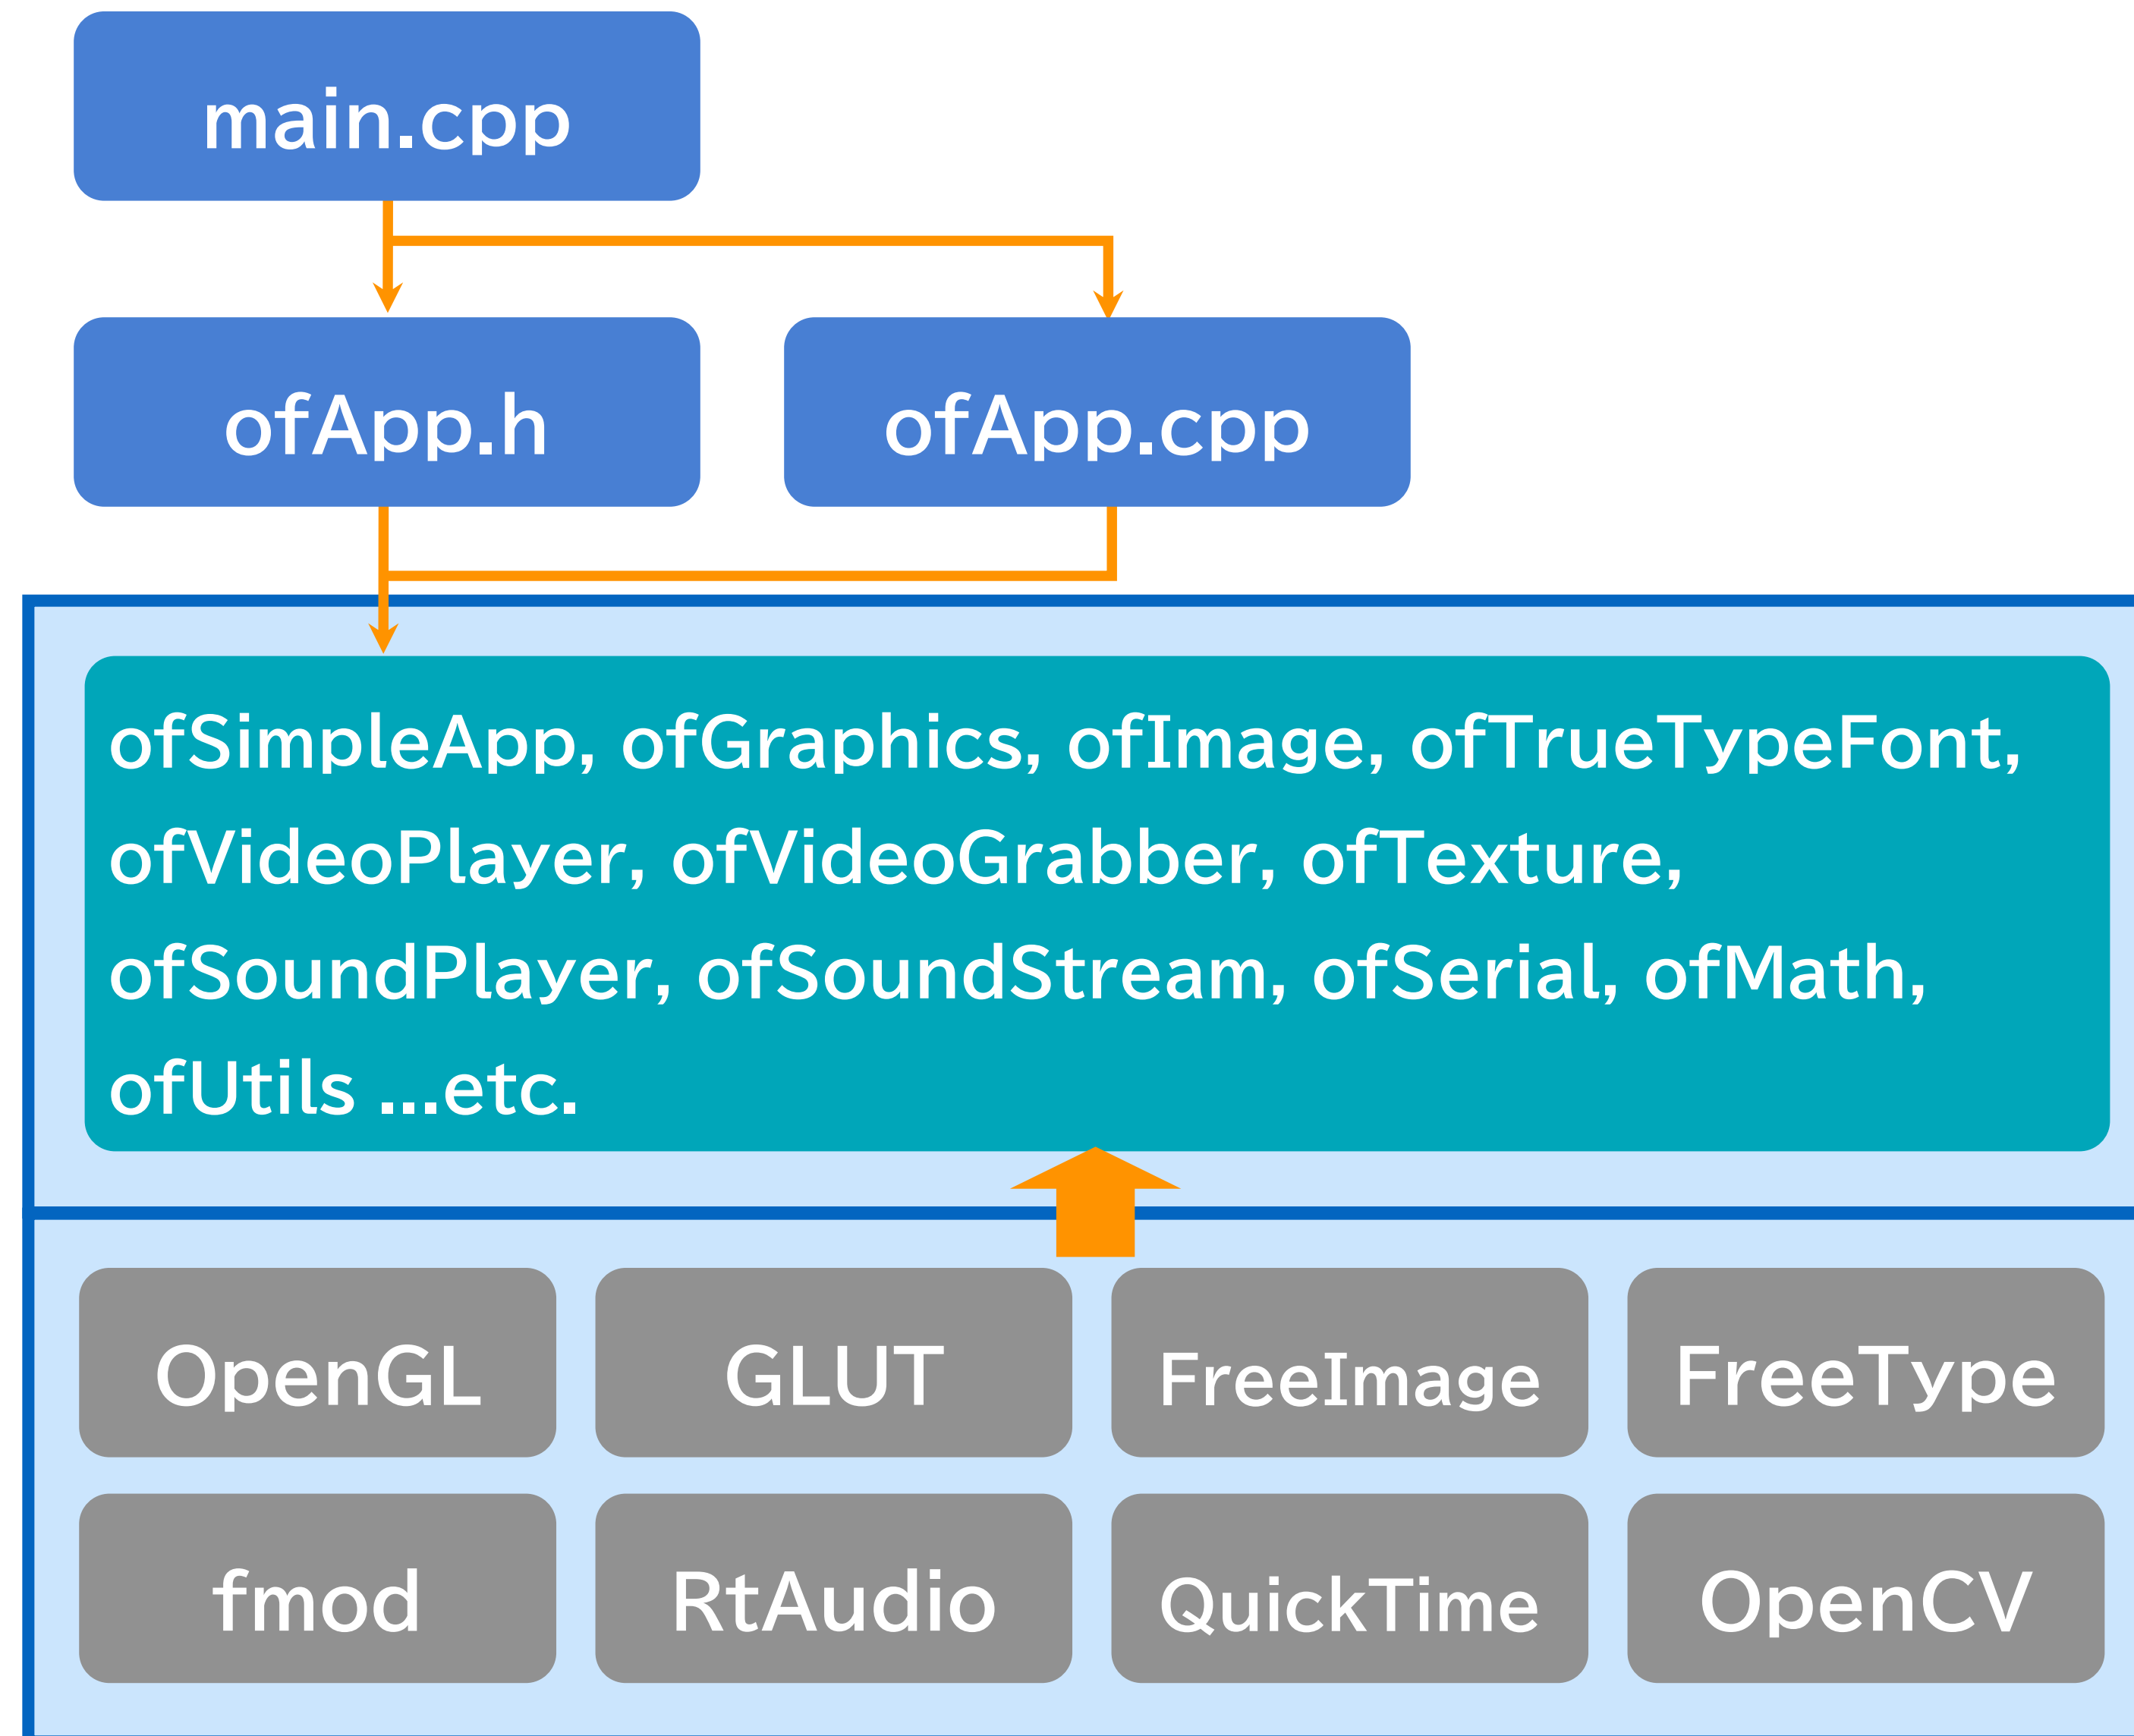 main.cpp
ofApp.h
ofApp.cpp
ofSimpleApp, ofGraphics, ofImage, ofTrueTypeFont,
ofVideoPlayer, ofVideoGrabber, ofTexture,
ofSoundPlayer, ofSoundStream, ofSerial, ofMath,
ofUtils ...etc.
OpenGL
GLUT
FreeImage
FreeType
fmod
RtAudio
QuickTime
OpenCV